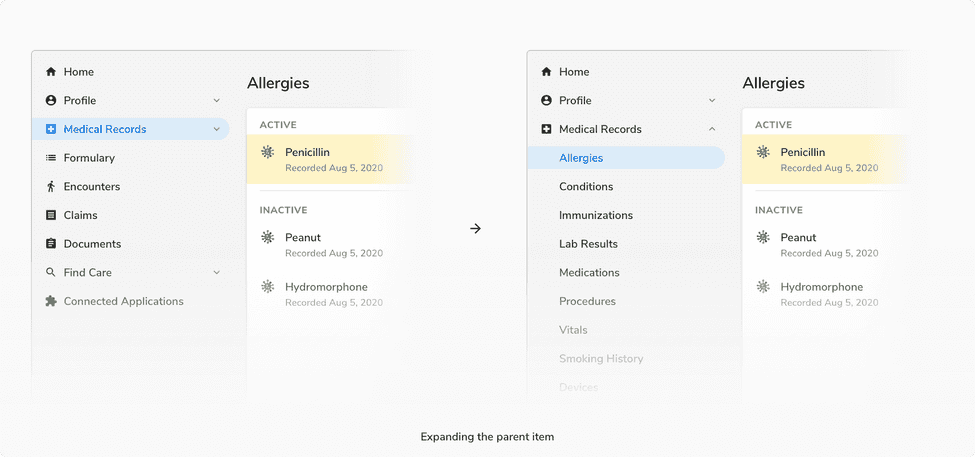 Home
Profile
Medical Records
Formulary
Encounters
Claims
Documents
Find Care
Connected Applications
Allergies
ACTIVE
Penicillin
Recorded Aug 5, 2020
INACTIVE
Peanut
Recorded Aug 5, 2020
Hydromorphone
Recorded Aug 5, 2020
Home
Profile
Medical Records
Allergies
Conditions
Immunizations
Lab Results
Medications
Procedures
Vitals
Smoking History
Devices
Allergies
ACTIVE
Penicillin
Recorded Aug 5, 2020
INACTIVE
Peanut
Recorded Aug 5, 2020
Hydromorphone
Recorded Aug 5, 2020
Expanding the parent item